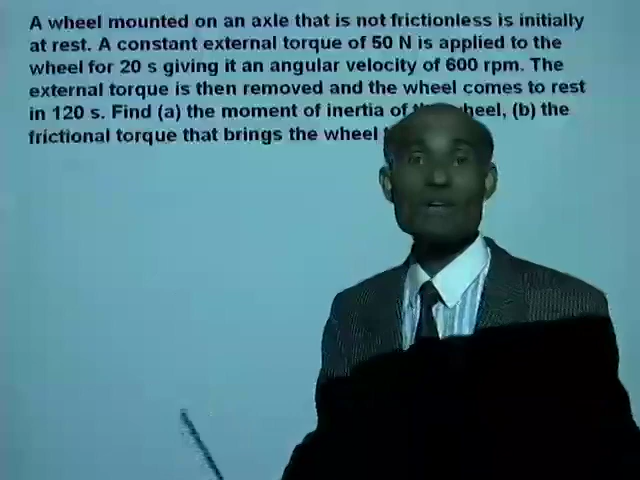 A wheel mounted on an axle that is not frictionless is initially
at rest. A constant external torque of 50 N is applied to the
wheel for 20 s giving it an angular velocity of 600 rpm. The
external torque is then removed and the wheel comes to rest
in 120 s. Find (a) the moment of inertia of the wheel, (b) the
frictional torque that brings the wheel